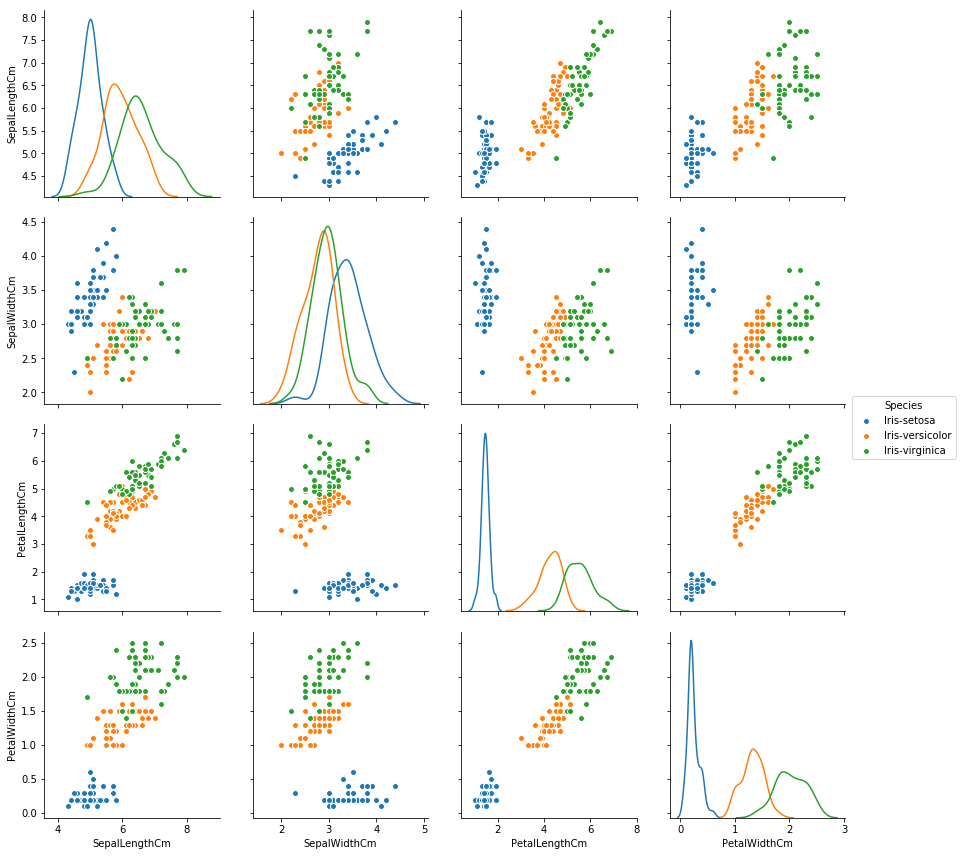 8.0
7.5
7.0
6.5
6.0
5.5
5.0
4.5
SepalLengthCm
4.5
4.0
3.5
3.0
2.5
2.0
SepalWidthCm
Species
Iris-setosa
Iris-versicolor
Iris-virginica
7
6
5
4
3
2
1
PetalLengthCm
2.5
2.0
1.5
1.0
0.5
0.0
PetalWidthCm
4 6 8
2 3 4 5
2 4 6 8
0 1 2 3
SepalLengthCm
SepalWidthCm
PetalLengthCm
PetalWidthCm